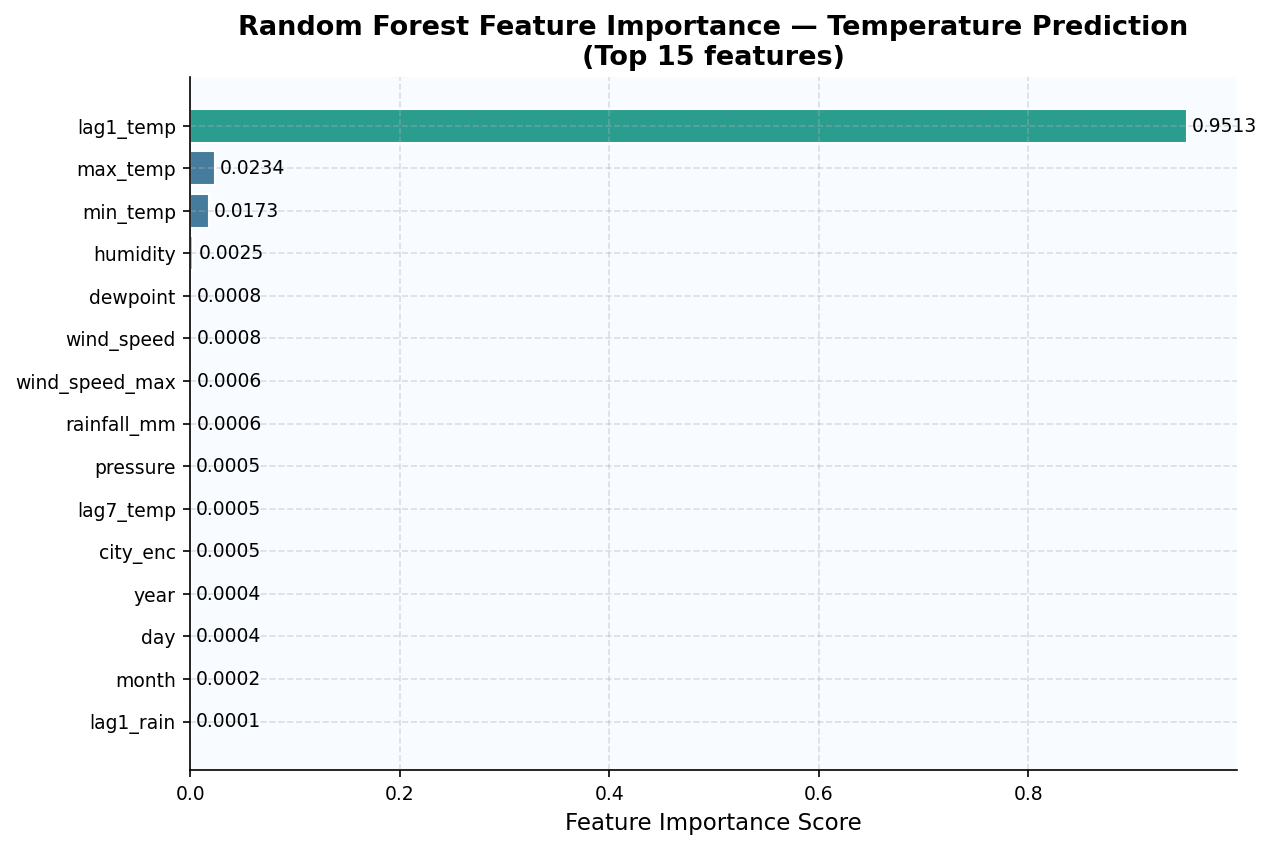 Random Forest Feature Importance — Temperature Prediction
(Top 15 features)
lag1_temp 0.9513
max_temp 0.0234
min_temp 0.0173
humidity 0.0025
dewpoint 0.0008
wind_speed 0.0008
wind_speed_max 0.0006
rainfall_mm 0.0006
pressure 0.0005
lag7_temp 0.0005
city_enc 0.0005
year 0.0004
day 0.0004
month 0.0002
lag1_rain 0.0001
0.0 0.2 0.4 0.6 0.8
Feature Importance Score